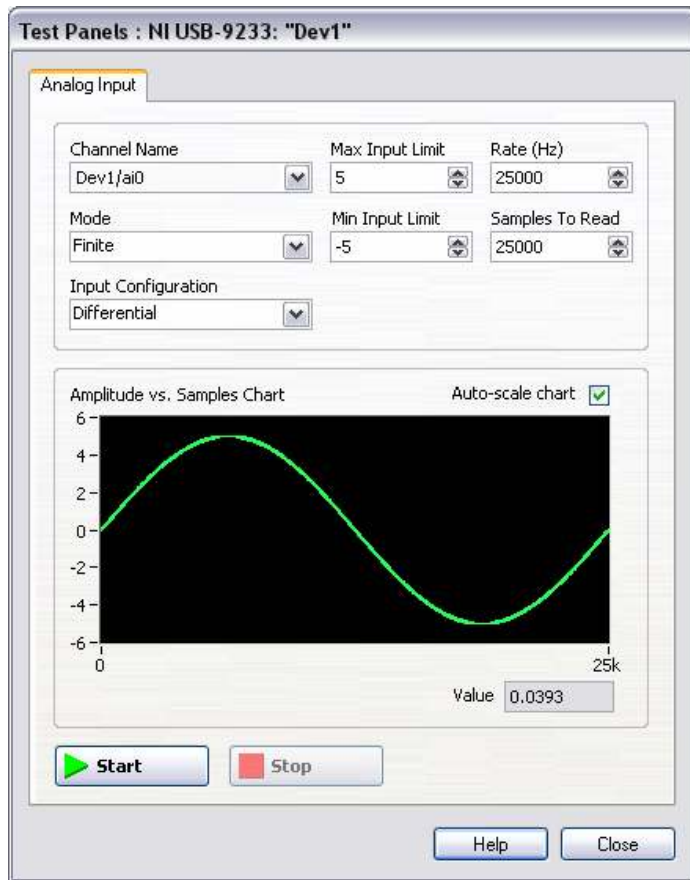 Test Panels : NI USB-9233: "Dev1"
Analog Input
Channel Name
Dev1/ai0
Max Input Limit
5
Rate (Hz)
25000
Mode
Finite
Min Input Limit
-5
Samples To Read
25000
Input Configuration
Differential
Amplitude vs. Samples Chart
Auto-scale chart
6
4
2
0
-2
-4
-6
0
25k
Value 0.0393
Start
Stop
Help
Close